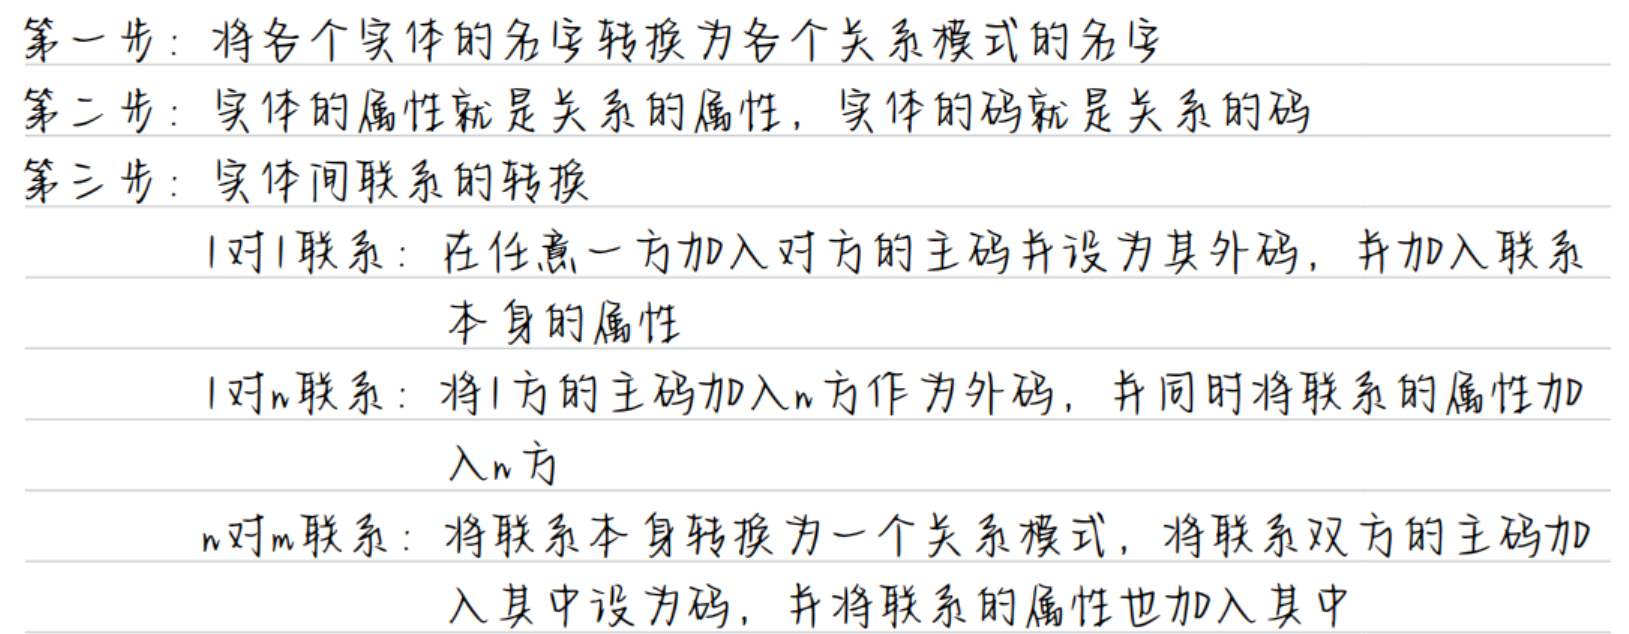 第一步：将各个实体的名字转换为各个关系模式的名字
第二步：实体的属性就是关系的属性，实体的码就是关系的码
第三步：实体间联系的转换
1对1联系：在任意一方加入对方的主码并设为其外码，并加入联系
本身的属性
1对n联系：将1方的主码加入n方作为外码，并同时将联系的属性加
入n方
n对m联系：将联系本身转换为一个关系模式，将联系双方的主码加
入其中设为码，并将联系的属性也加入其中